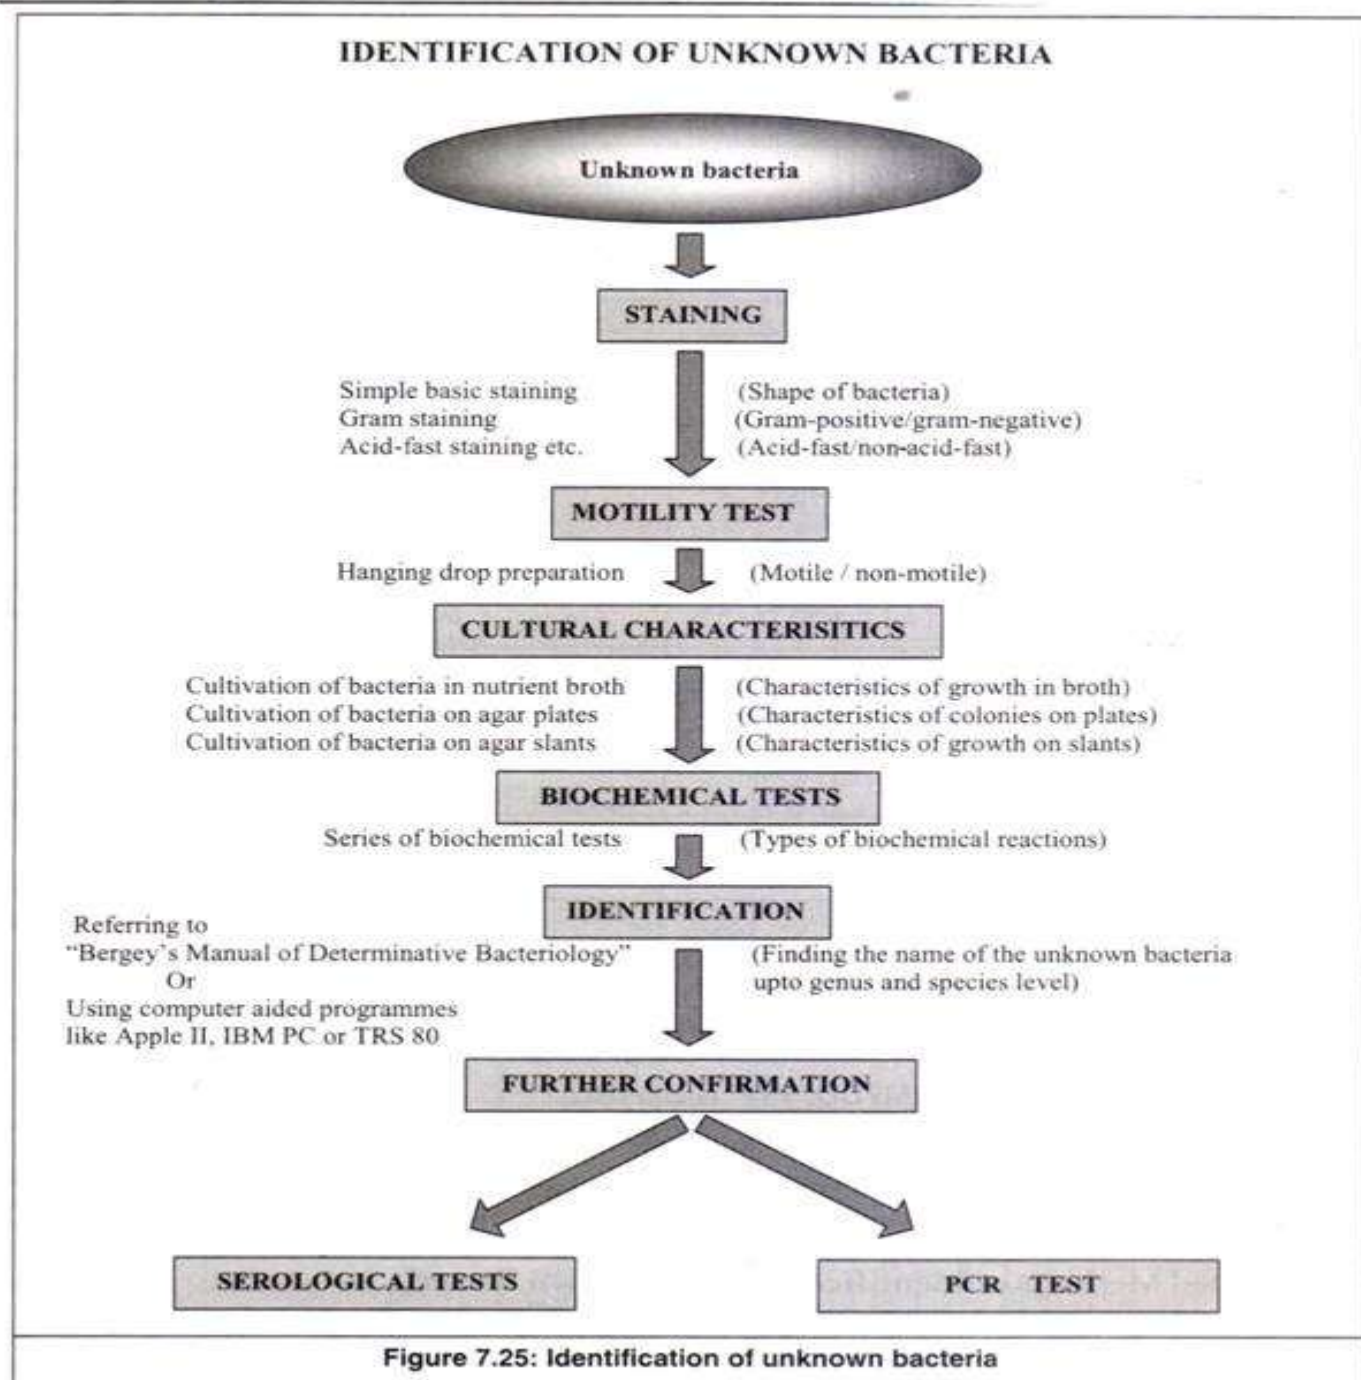 IDENTIFICATION OF UNKNOWN BACTERIA
Unknown bacteria
STAINING
Simple basic staining (Shape of bacteria)
Gram staining (Gram-positive/gram-negative)
Acid-fast staining etc. (Acid-fast/non-acid-fast)
MOTILITY TEST
Hanging drop preparation (Motile / non-motile)
CULTURAL CHARACTERISITICS
Cultivation of bacteria in nutrient broth (Characteristics of growth in broth)
Cultivation of bacteria on agar plates (Characteristics of colonies on plates)
Cultivation of bacteria on agar slants (Characteristics of growth on slants)
BIOCHEMICAL TESTS
Series of biochemical tests (Types of biochemical reactions)
IDENTIFICATION
Referring to
“Bergey’s Manual of Determinative Bacteriology”
Or
Using computer aided programmes
like Apple II, IBM PC or TRS 80
(Finding the name of the unknown bacteria
upto genus and species level)
FURTHER CONFIRMATION
SEROLOGICAL TESTS
PCR TEST
Figure 7.25: Identification of unknown bacteria